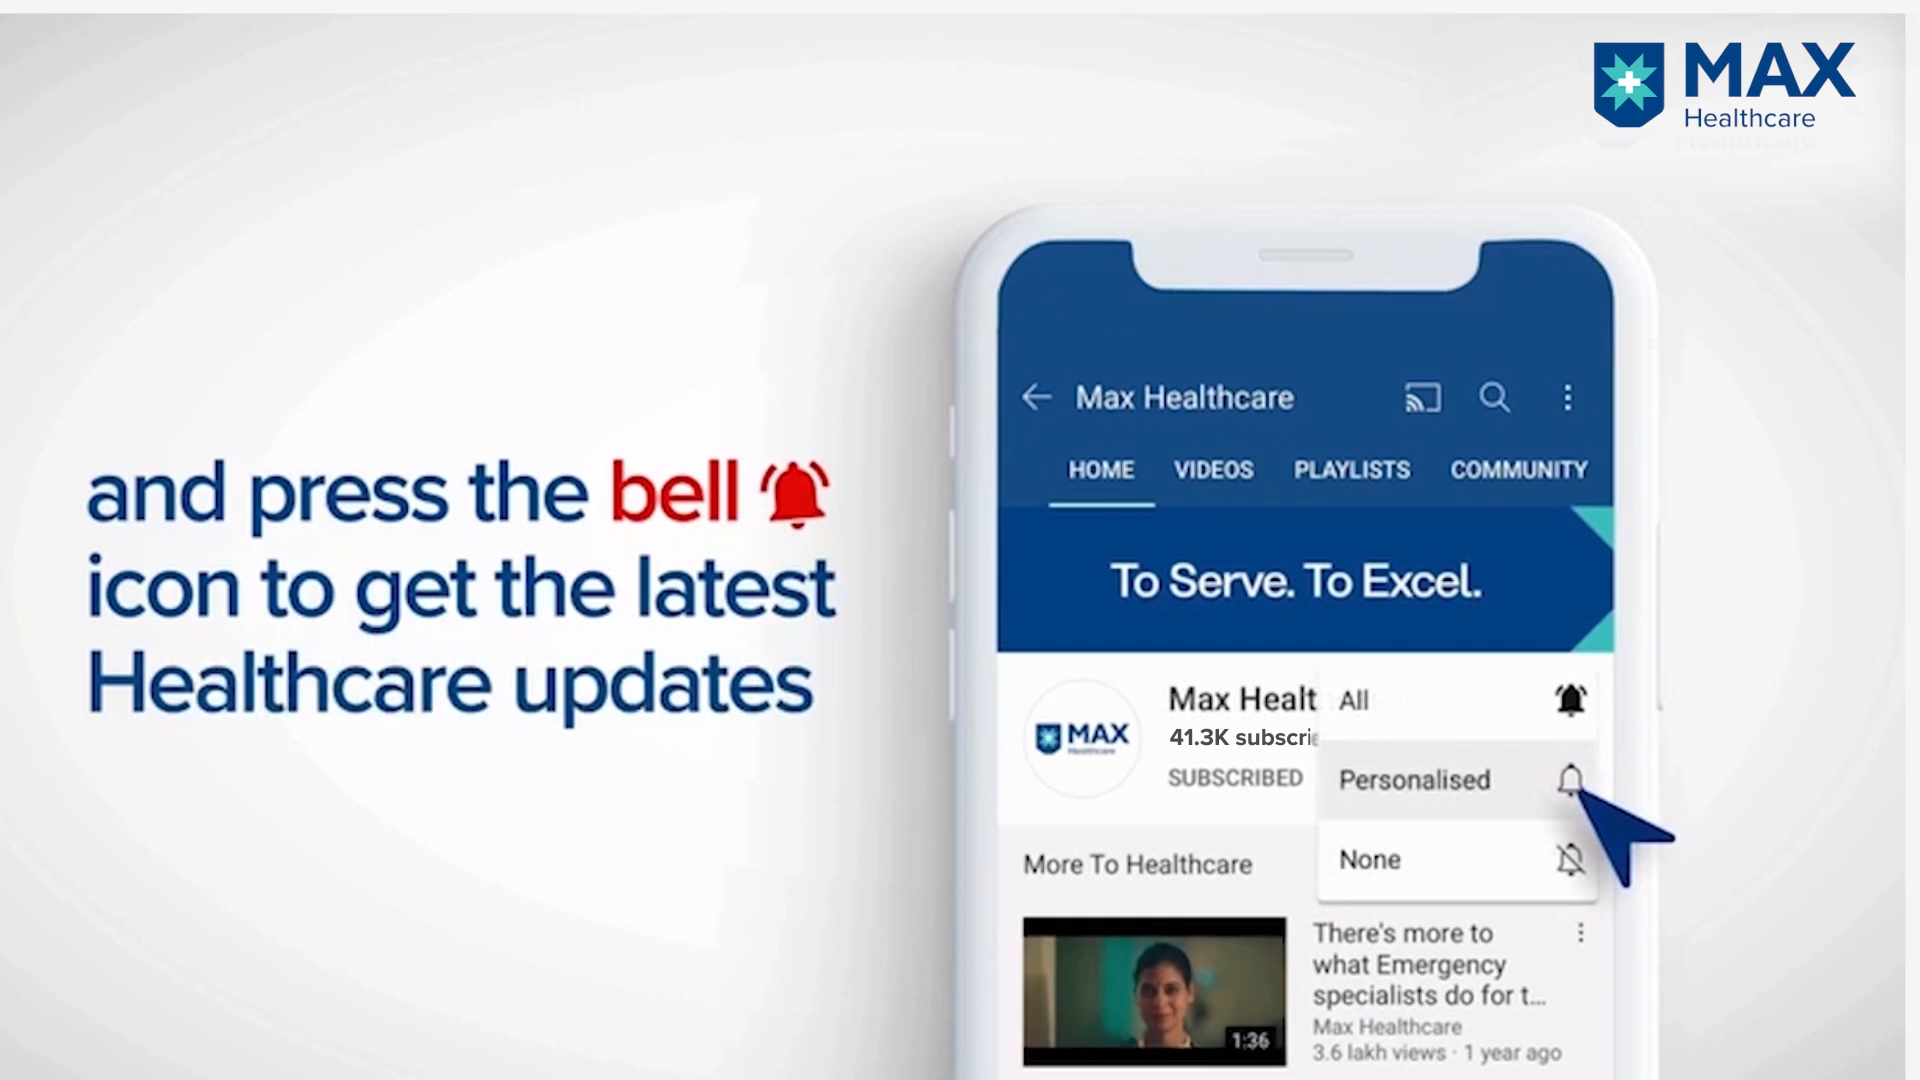 MAX
Healthcare
and press the bell
icon to get the latest
Healthcare updates
Max Healthcare
HOME VIDEOS PLAYLISTS COMMUNITY
To Serve. To Excel.
MAX
Healthcare
Max Healt
41.3K subscri
SUBSCRIBED
All
Personalised
None
More To Healthcare
1:36
There's more to
what Emergency
specialists do for t...
Max Healthcare
3.6 lakh views · 1 year ago